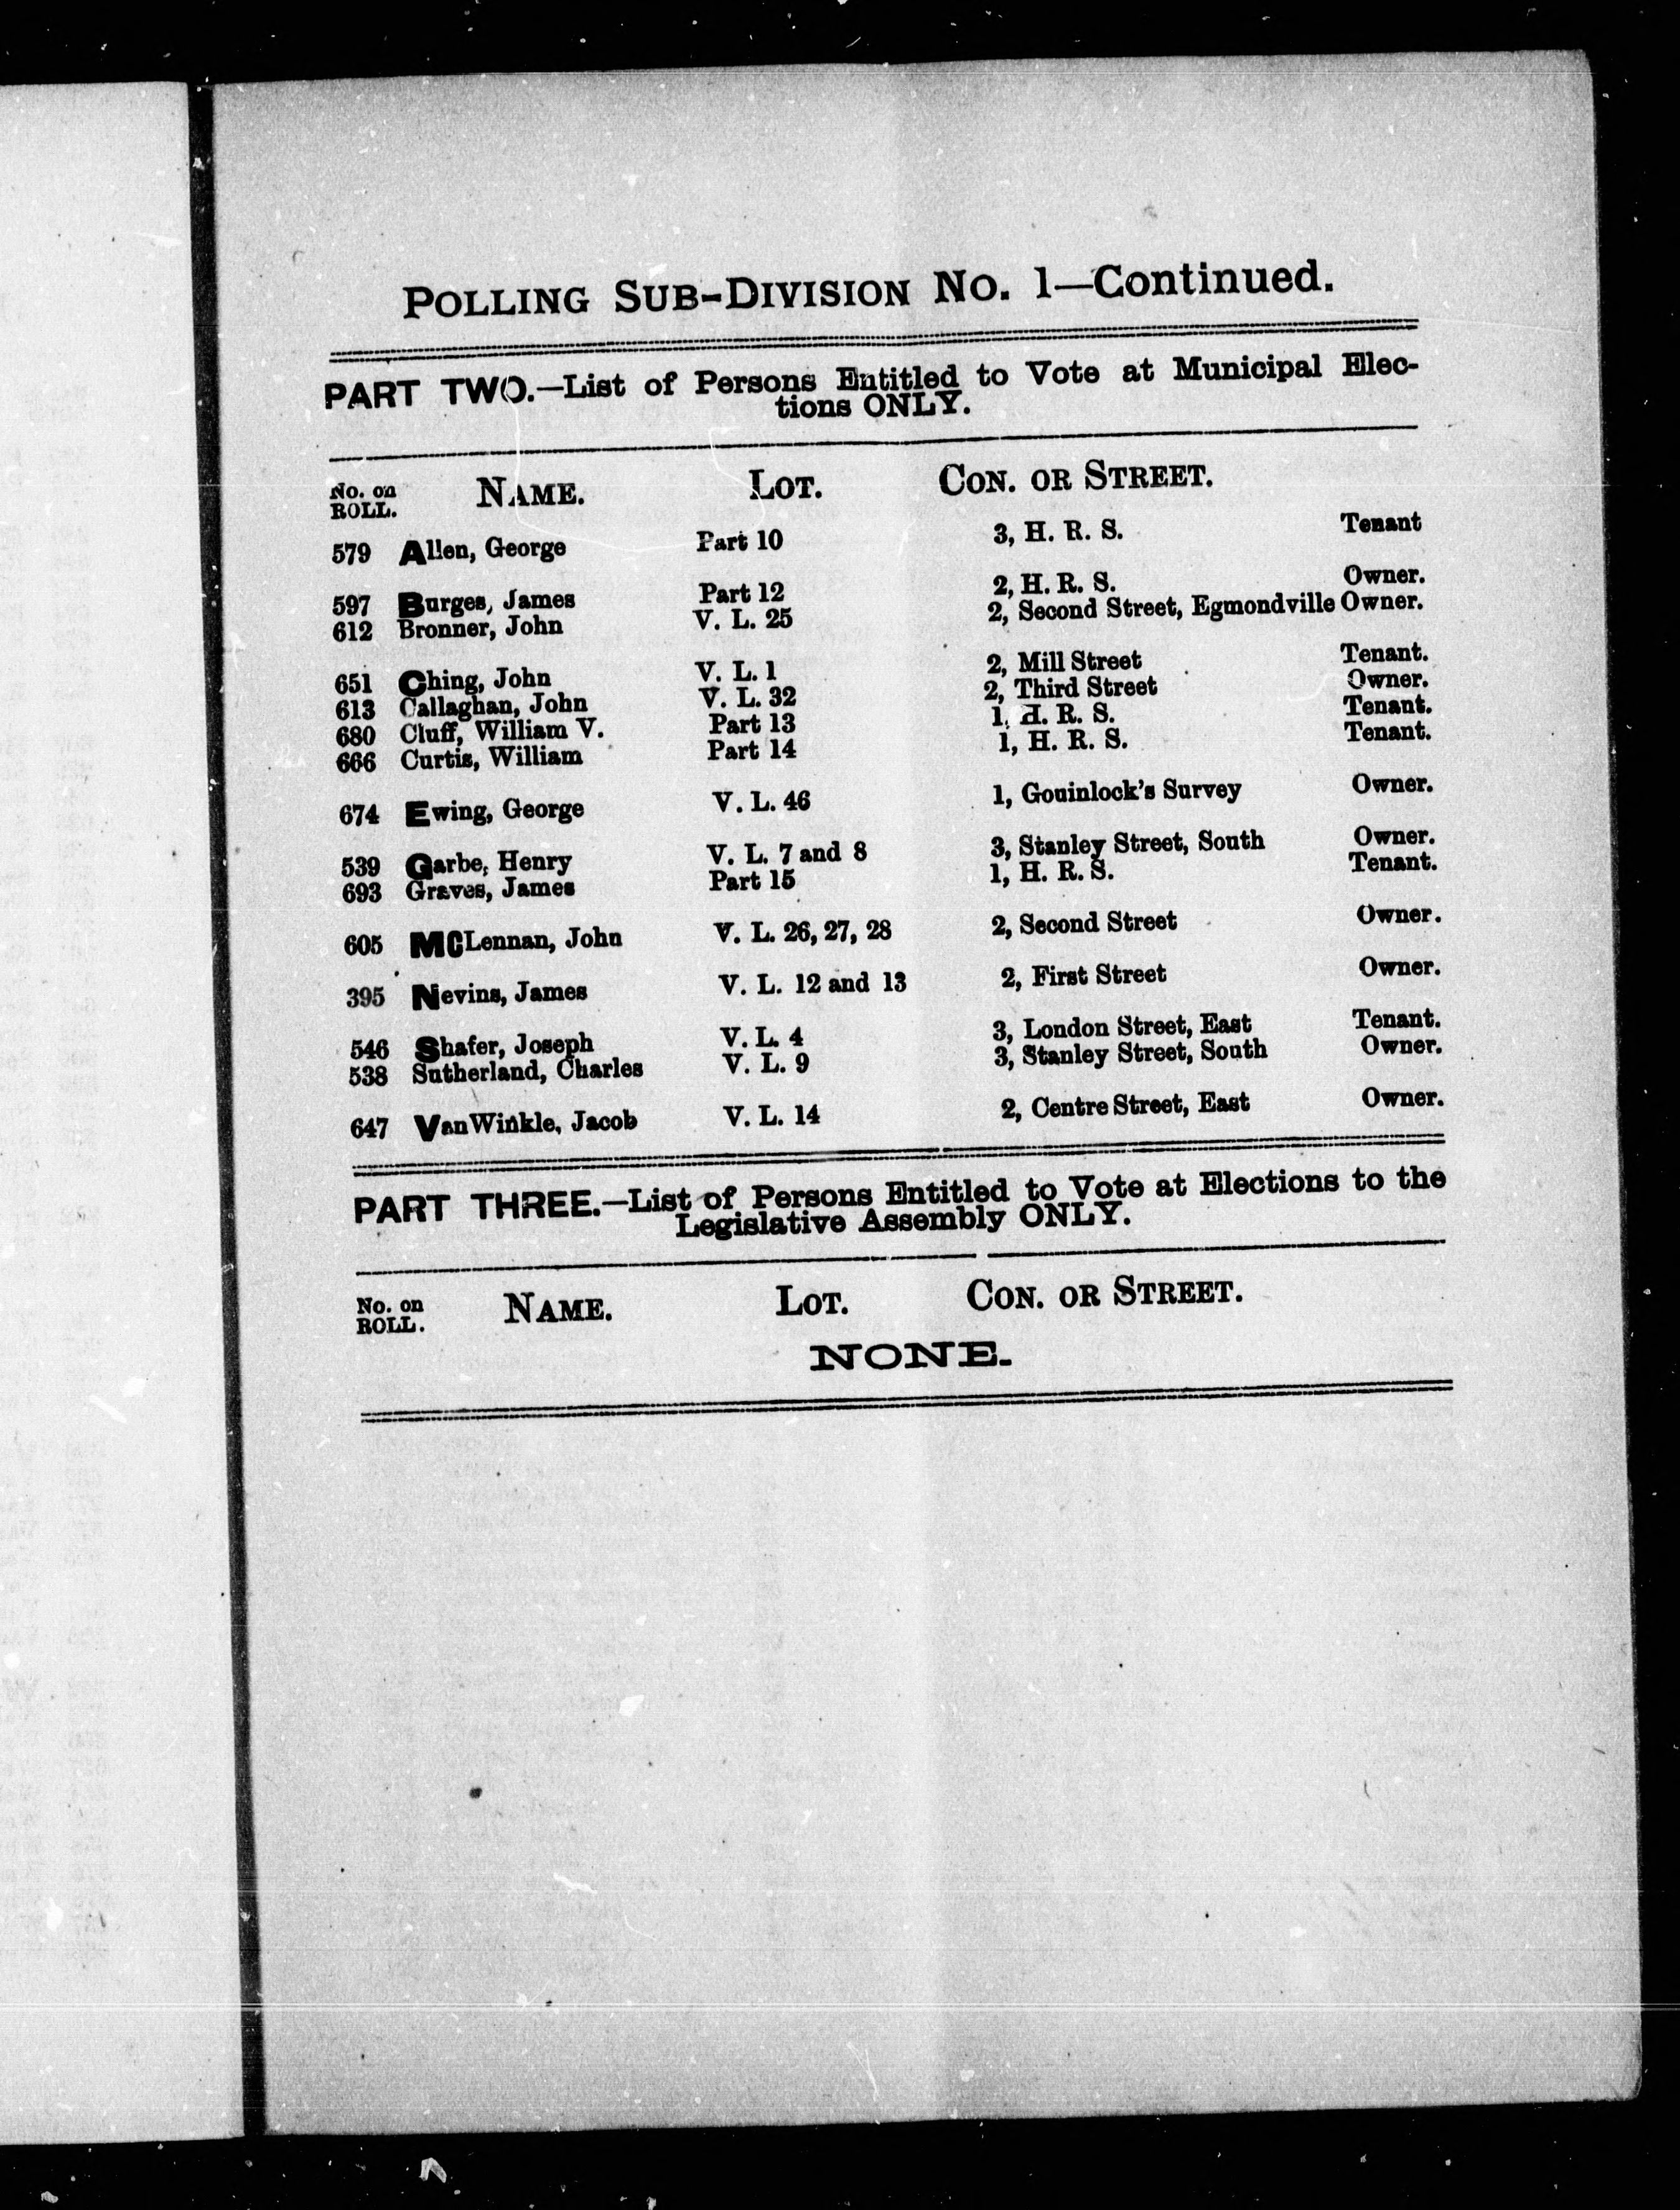 POLLING SUB-DIVISION NO. 1—Continued.
PART TWO.—List of Persons Entitled to Vote at Municipal Elec-
tions ONLY.
No. on ROLL. NAME. LOT. CON. OR STREET.
579 Allen, George Part 10 3, H. R. S. Tenant
597 Burges, James Part 12 2, H. R. S. Owner.
612 Bronner, John V. L. 25 2, Second Street, Egmondville Owner.
651 Ching, John V. L. 1 2, Mill Street Tenant.
613 Callaghan, John V. L. 32 2, Third Street Owner.
680 Cluff, William V. Part 13 1, H. R. S. Tenant.
666 Curtis, William Part 14 1, H. R. S. Tenant.
674 Ewing, George V. L. 46 1, Gouinlock's Survey Owner.
539 Garbe, Henry V. L. 7 and 8 3, Stanley Street, South Owner.
693 Graves, James Part 15 1, H. R. S. Tenant.
605 McLennan, John V. L. 26, 27, 28 2, Second Street Owner.
395 Nevins, James V. L. 12 and 13 2, First Street Owner.
546 Shafer, Joseph V. L. 4 3, London Street, East Tenant.
538 Sutherland, Charles V. L. 9 3, Stanley Street, South Owner.
647 VanWinkle, Jacob V. L. 14 2, Centre Street, East Owner.
PART THREE.—List of Persons Entitled to Vote at Elections to the
Legislative Assembly ONLY.
No. on ROLL. NAME. LOT. CON. OR STREET.
NONE.